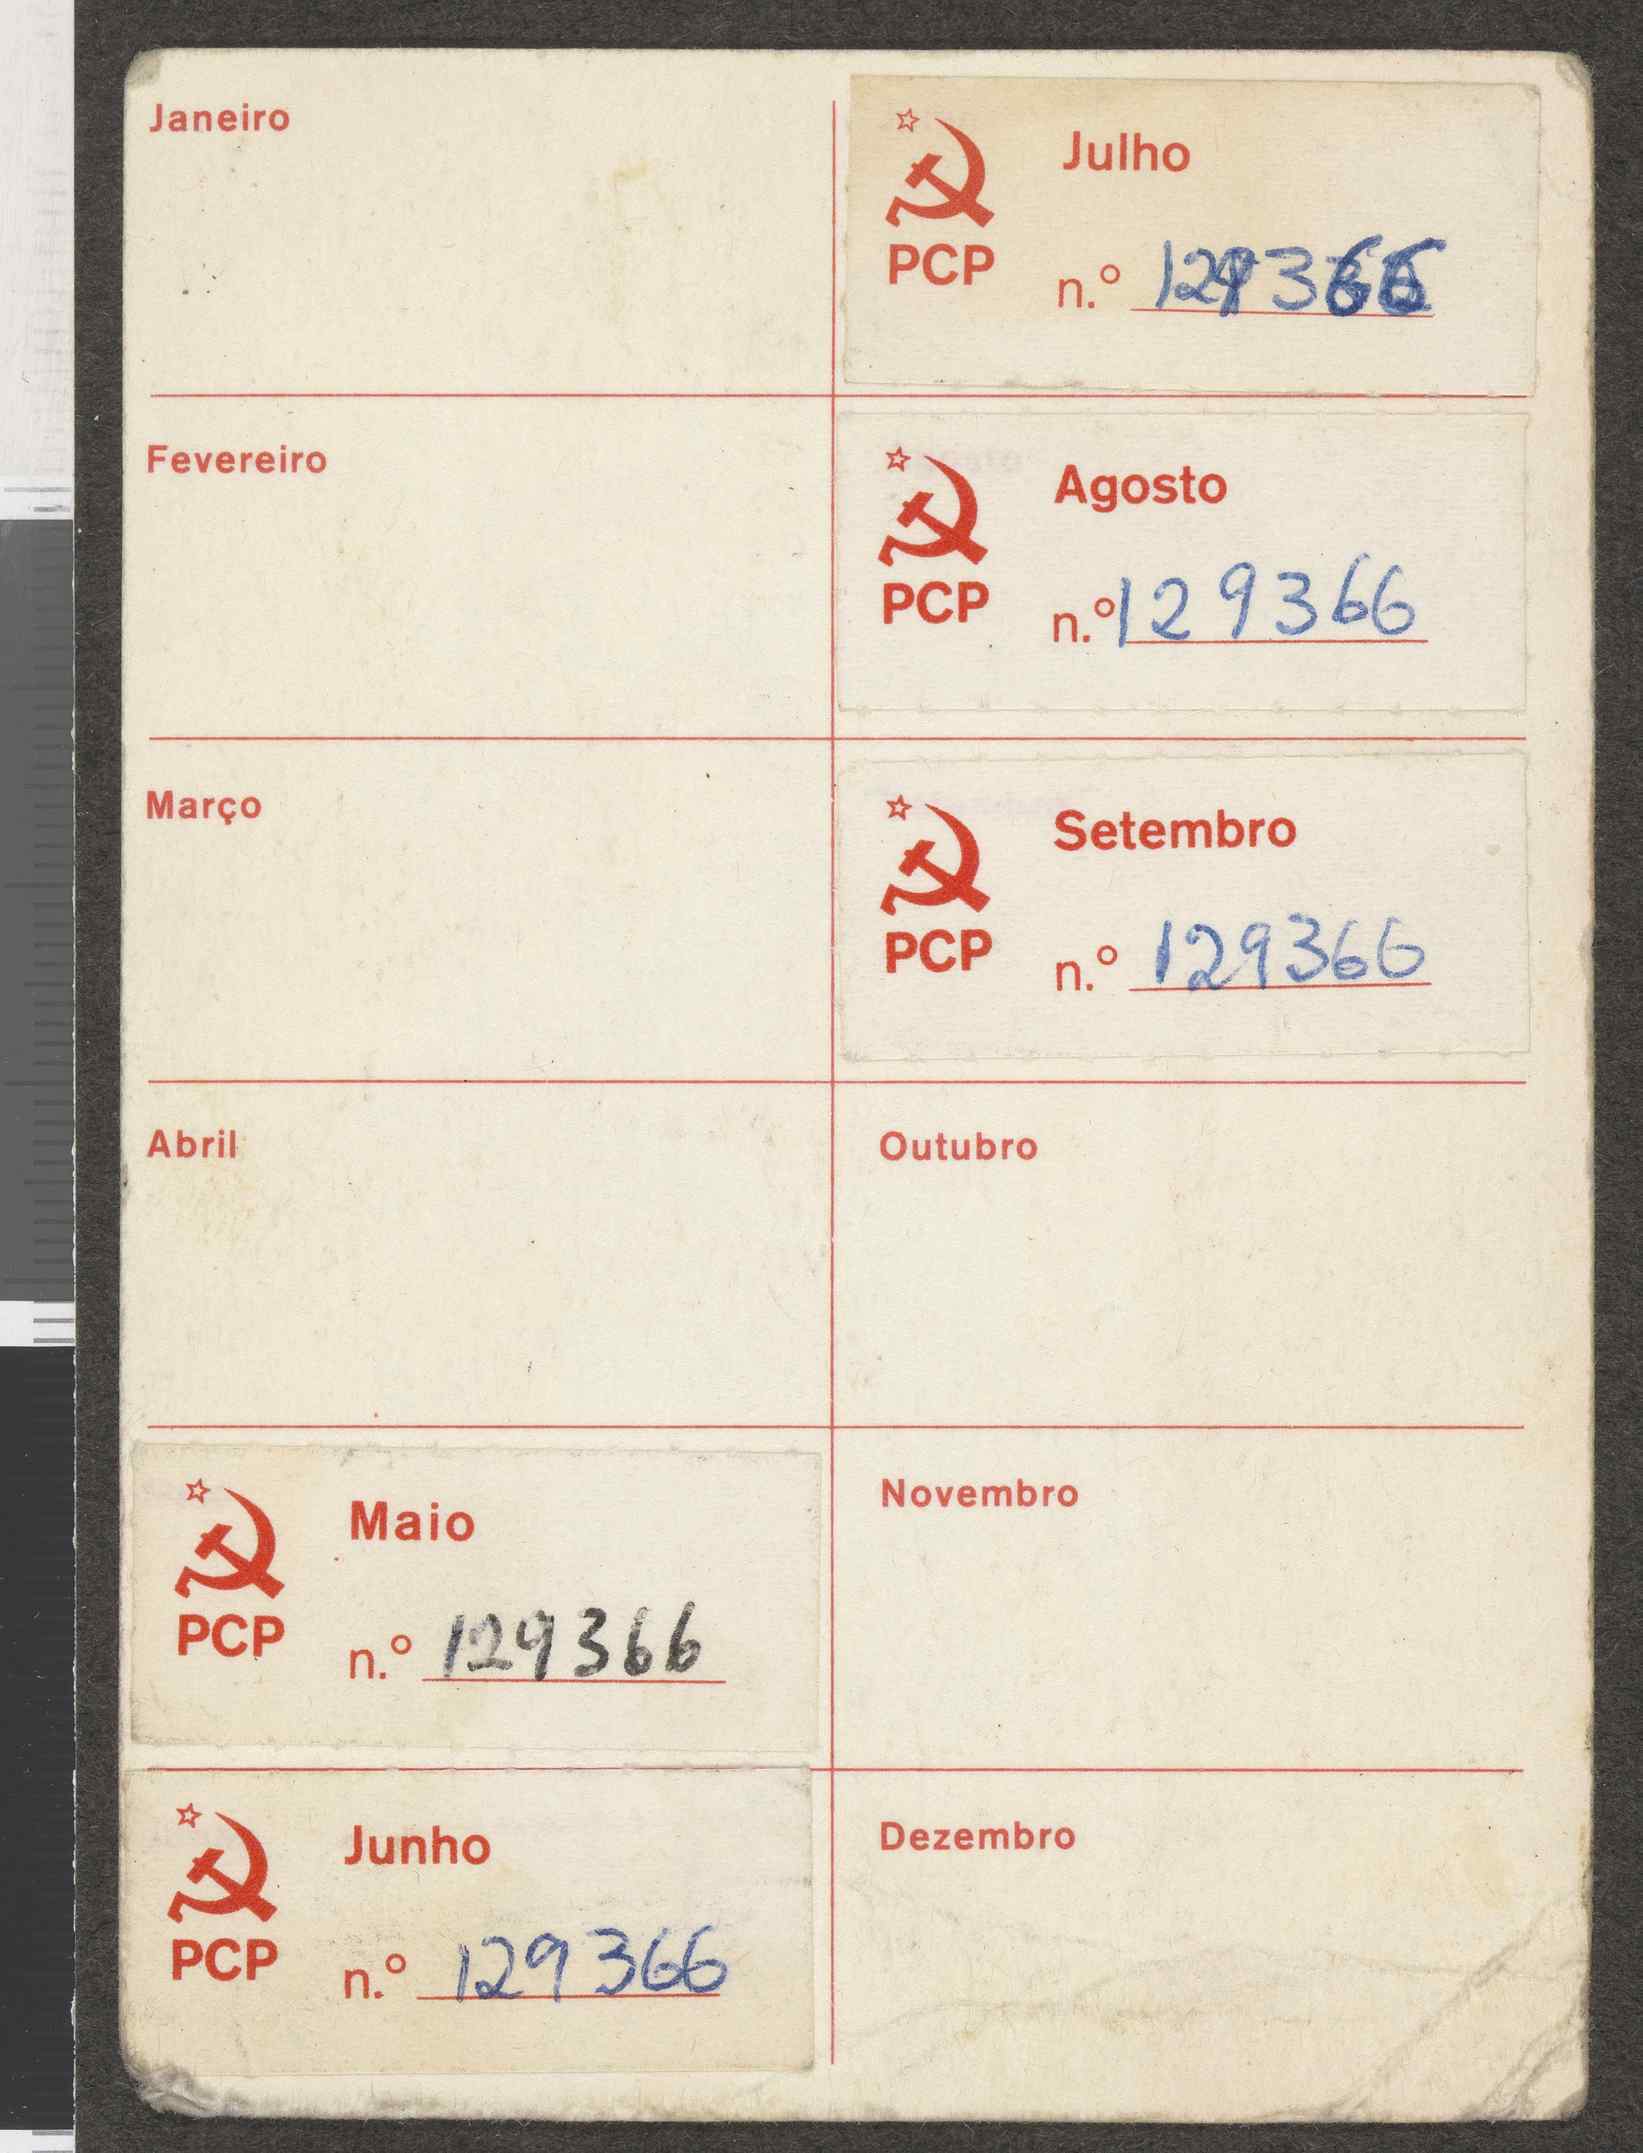 Janeiro
Fevereiro
Março
Abril
Maio
PCP
n.º 129366
Junho
PCP
n.º 129366
Julho
PCP
n.º 129366
Agosto
PCP
n.º 129366
Setembro
PCP
n.º 129366
Outubro
Novembro
Dezembro